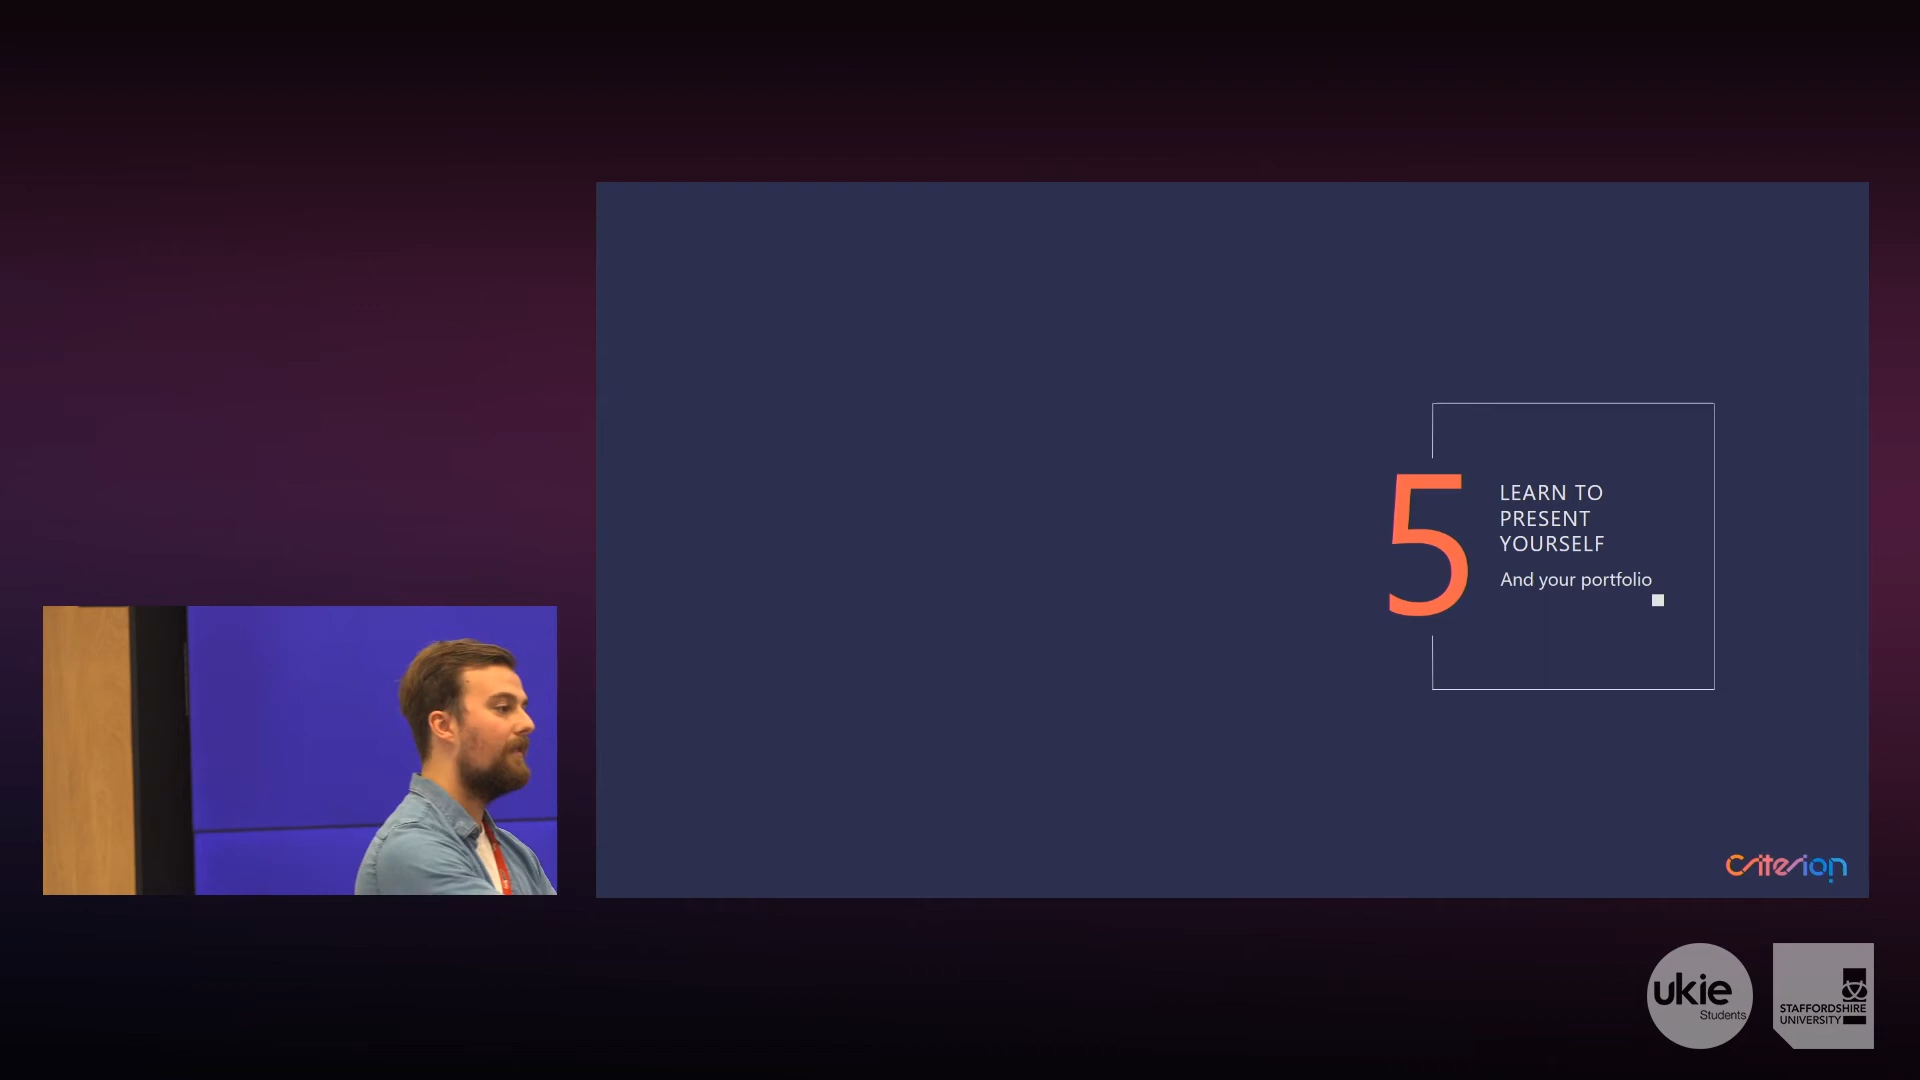 5
LEARN TO
PRESENT
YOURSELF
And your portfolio
Criterion
ukie
Students
STAFFORDSHIRE
UNIVERSITY